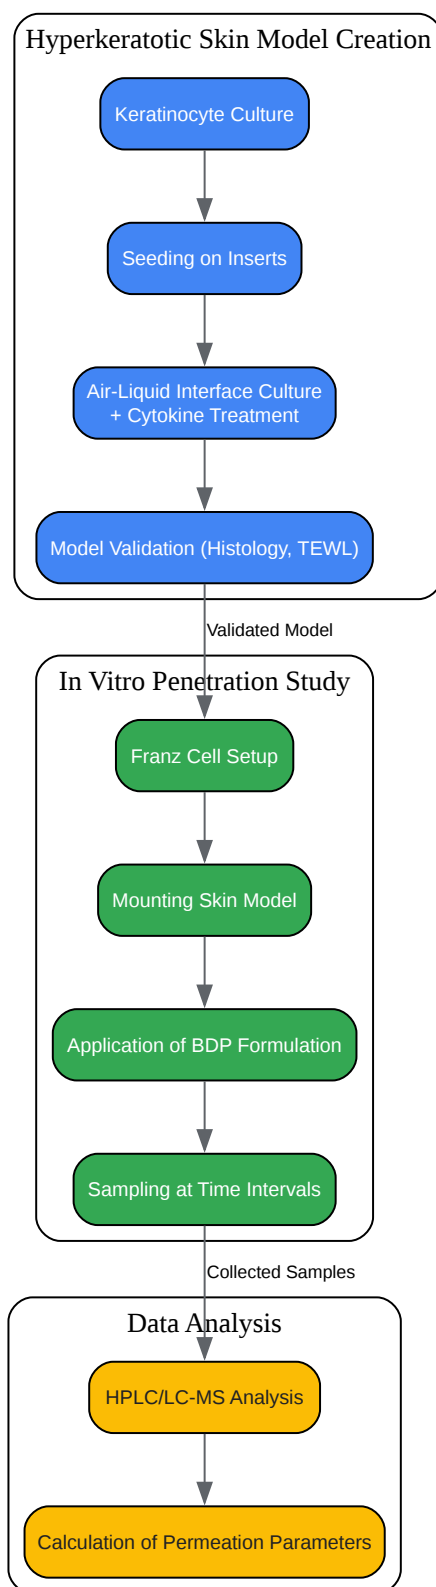 Hyperkeratotic Skin Model Creation
Keratinocyte Culture
Seeding on Inserts
Air-Liquid Interface Culture
+ Cytokine Treatment
Model Validation (Histology, TEWL)
Validated Model
In Vitro Penetration Study
Franz Cell Setup
Mounting Skin Model
Application of BDP Formulation
Sampling at Time Intervals
Collected Samples
Data Analysis
HPLC/LC-MS Analysis
Calculation of Permeation Parameters